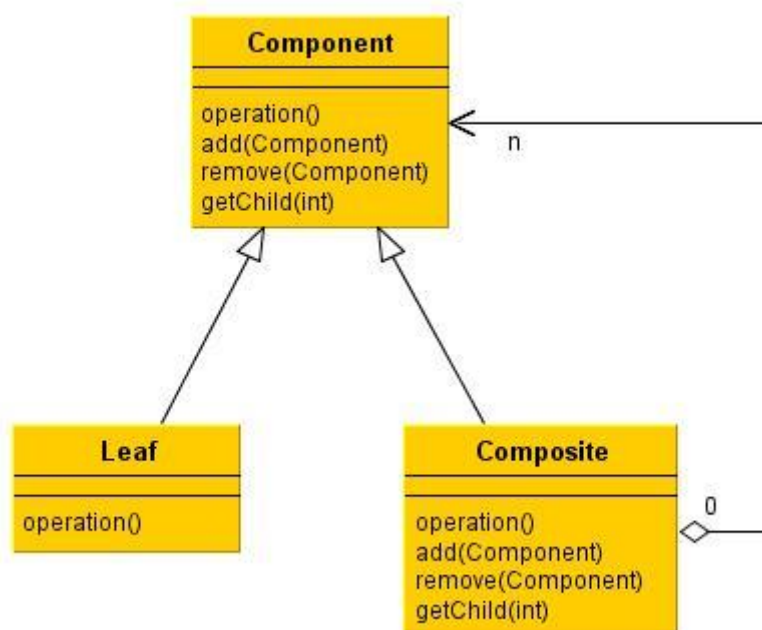 Component
operation()
add(Component)
remove(Component)
getChild(int)
n
Leaf
operation()
Composite
operation()
add(Component)
remove(Component)
getChild(int)
0